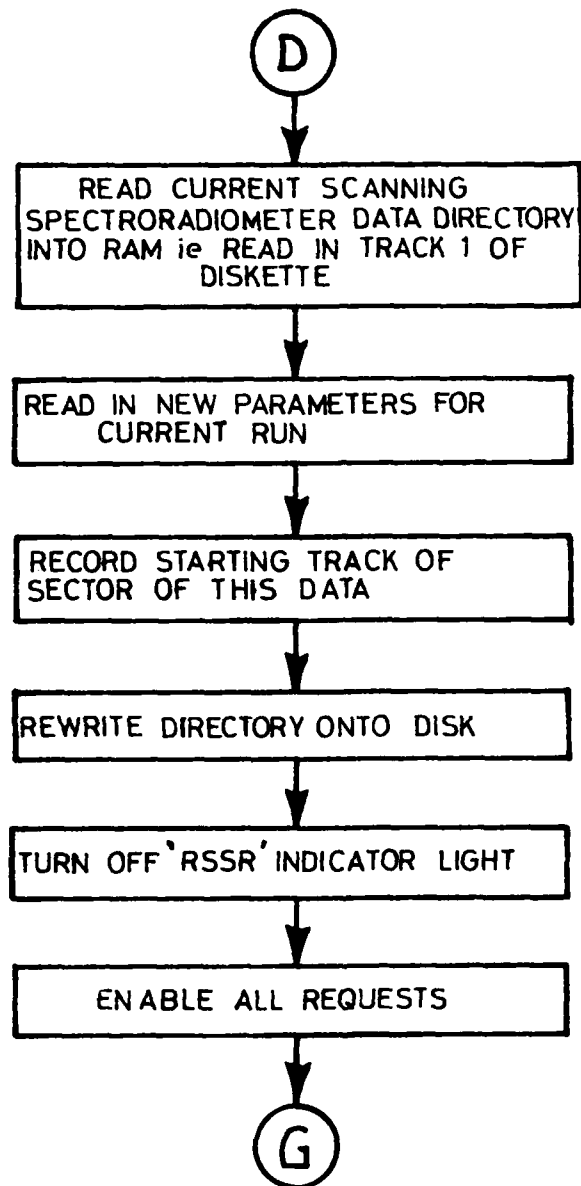 D
READ CURRENT SCANNING
SPECTRORADIOMETER DATA DIRECTORY
INTO RAM ie READ IN TRACK 1 OF
DISKETTE
READ IN NEW PARAMETERS FOR
CURRENT RUN
RECORD STARTING TRACK OF
SECTOR OF THIS DATA
REWRITE DIRECTORY ONTO DISK
TURN OFF 'RSSR' INDICATOR LIGHT
ENABLE ALL REQUESTS
G